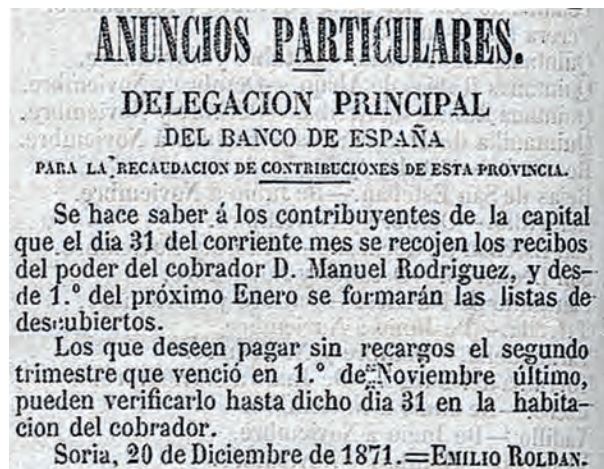 ANUNCIOS PARTICULARES.
DELEGACION PRINCIPAL
DEL BANCO DE ESPAÑA
PARA LA RECAUDACION DE CONTRIBUCIONES DE ESTA PROVINCIA.
Se hace saber á los contribuyentes de la capital
que el dia 31 del corriente mes se recojen los recibos
del poder del cobrador D. Manuel Rodriguez, y des-
de 1.º del próximo Enero se formarán las listas de
descubiertos.
Los que deseen pagar sin recargos el segundo
trimestre que venció en 1.º de Noviembre último,
pueden verificarlo hasta dicho dia 31 en la habita-
cion del cobrador.
Soria, 20 de Diciembre de 1871.=EMILIO ROLDAN.